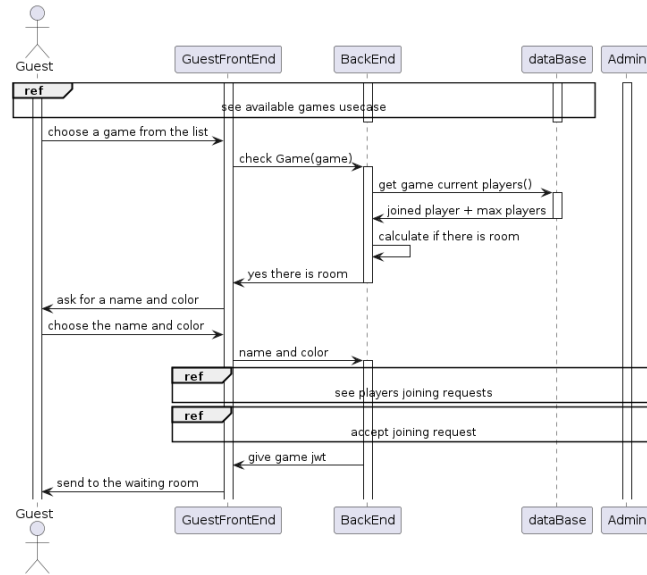 Guest
GuestFrontEnd
BackEnd
dataBase
Admin
ref
see available games usecase
choose a game from the list
check Game(game)
get game current players()
joined player + max players
calculate if there is room
yes there is room
ask for a name and color
choose the name and color
name and color
ref
see players joining requests
ref
accept joining request
give game jwt
send to the waiting room
Guest
GuestFrontEnd
BackEnd
dataBase
Admin